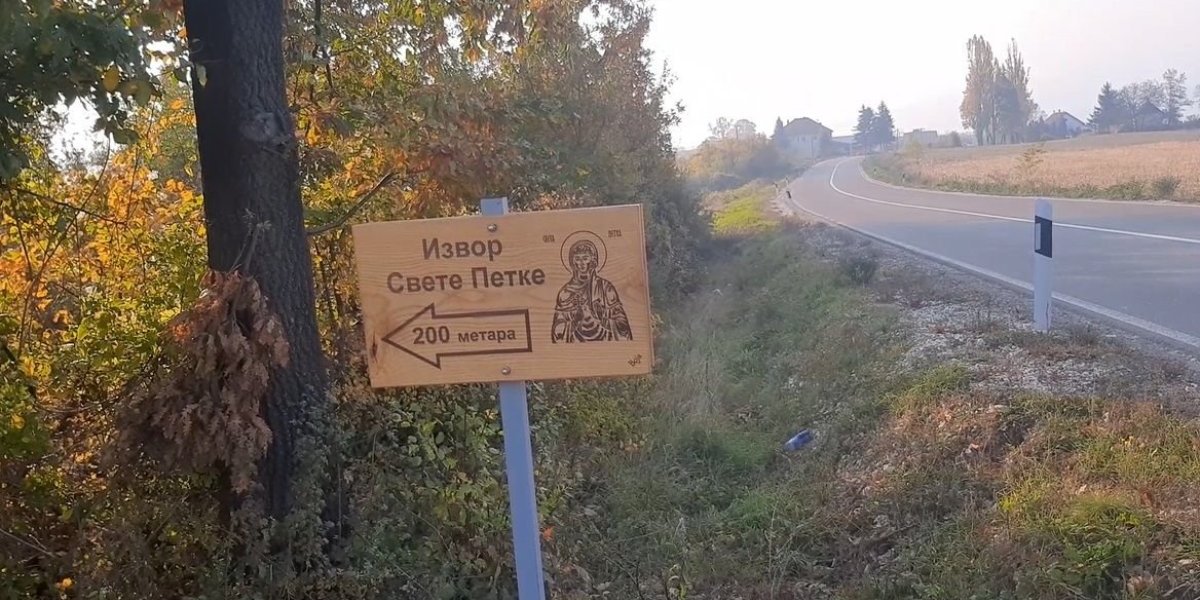 Извор
Свете Петке
200 метара